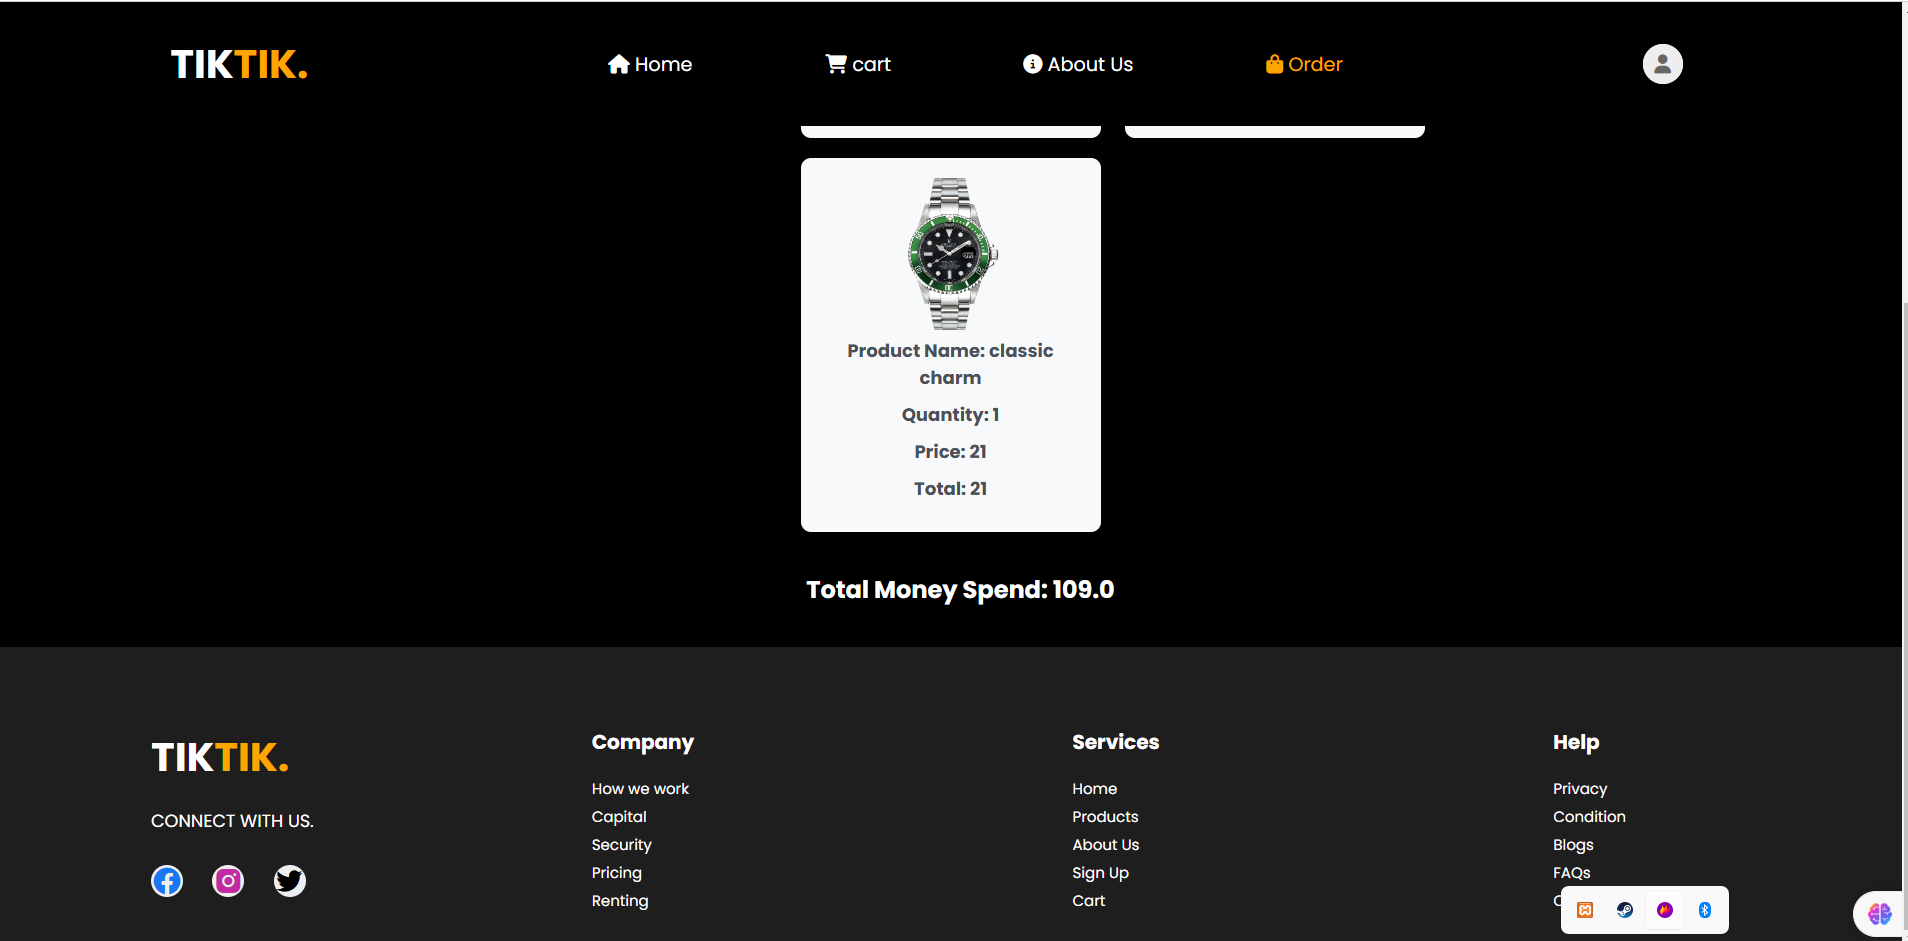 TIKTIK.
Home
cart
About Us
Order
Product Name: classic
charm
Quantity: 1
Price: 21
Total: 21
Total Money Spend: 109.0
TIKTIK.
CONNECT WITH US.
Company
How we work
Capital
Security
Pricing
Renting
Services
Home
Products
About Us
Sign Up
Cart
Help
Privacy
Condition
Blogs
FAQs